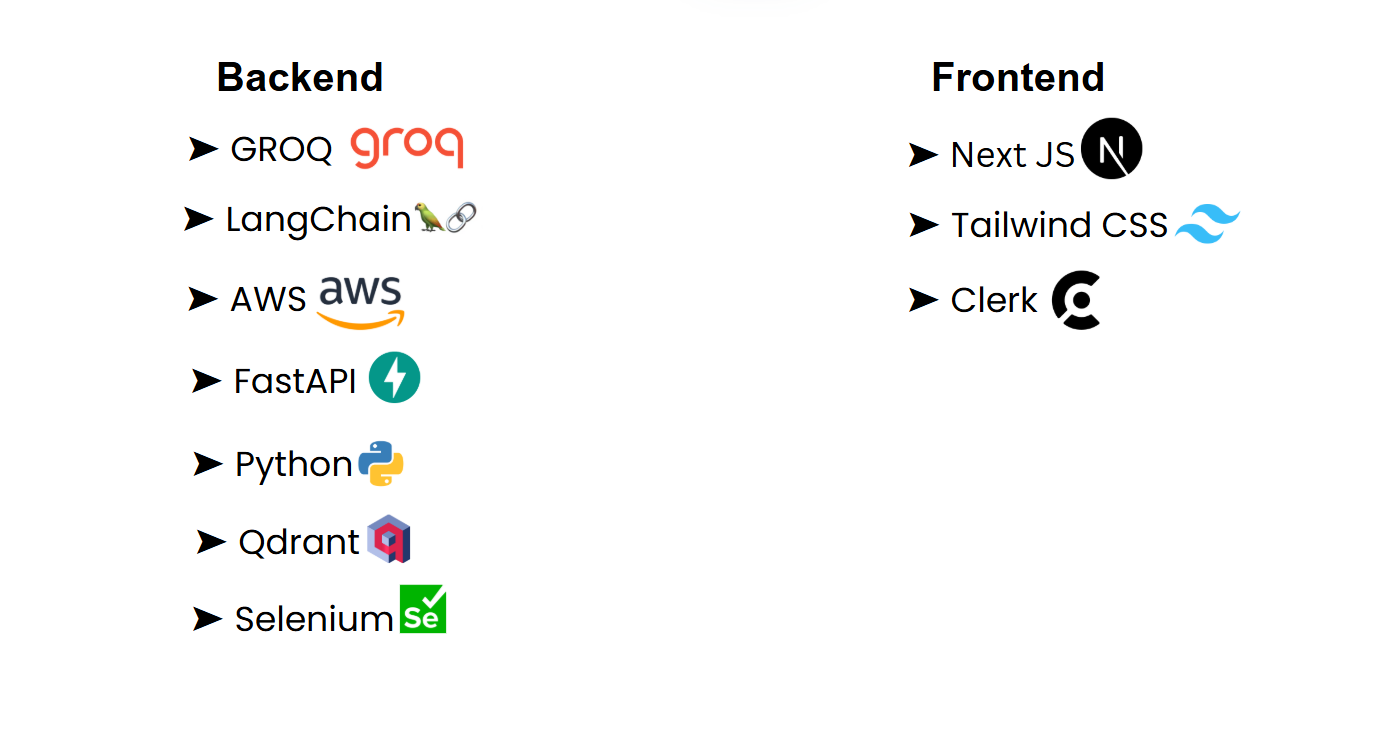 Backend
➤ GROQ groq
➤ LangChain
➤ AWS aws
➤ FastAPI
➤ Python
➤ Qdrant
➤ Selenium Se
Frontend
➤ Next JS N
➤ Tailwind CSS
➤ Clerk